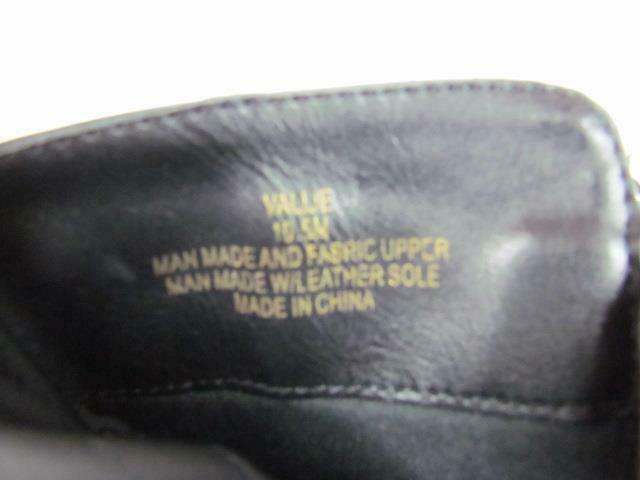 VALLIE
10.5M
MAN MADE AND FABRIC UPPER
MAN MADE W/LEATHER SOLE
MADE IN CHINA